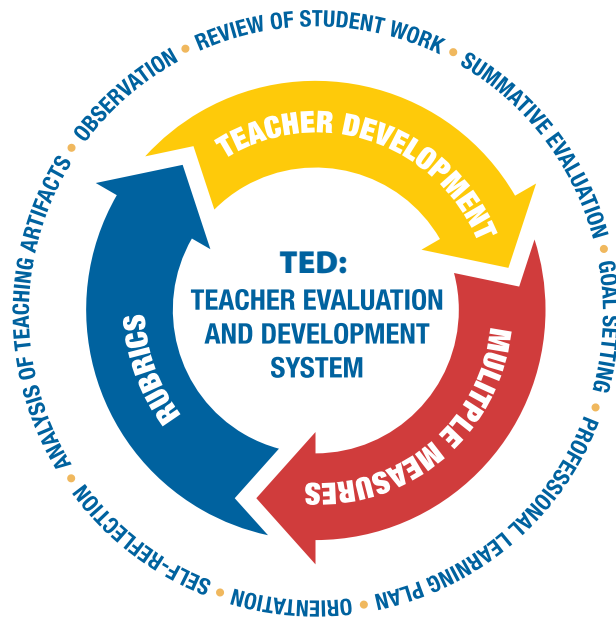 TED:
TEACHER EVALUATION
AND DEVELOPMENT
SYSTEM
TEACHER DEVELOPMENT
MULITPLE MEASURES
RUBRICS
OBSERVATION • REVIEW OF STUDENT WORK • SUMMATIVE EVALUATION • GOAL SETTING • PROFESSIONAL LEARNING PLAN • ORIENTATION • SELF-REFLECTION • ANALYSIS OF TEACHING ARTIFACTS •